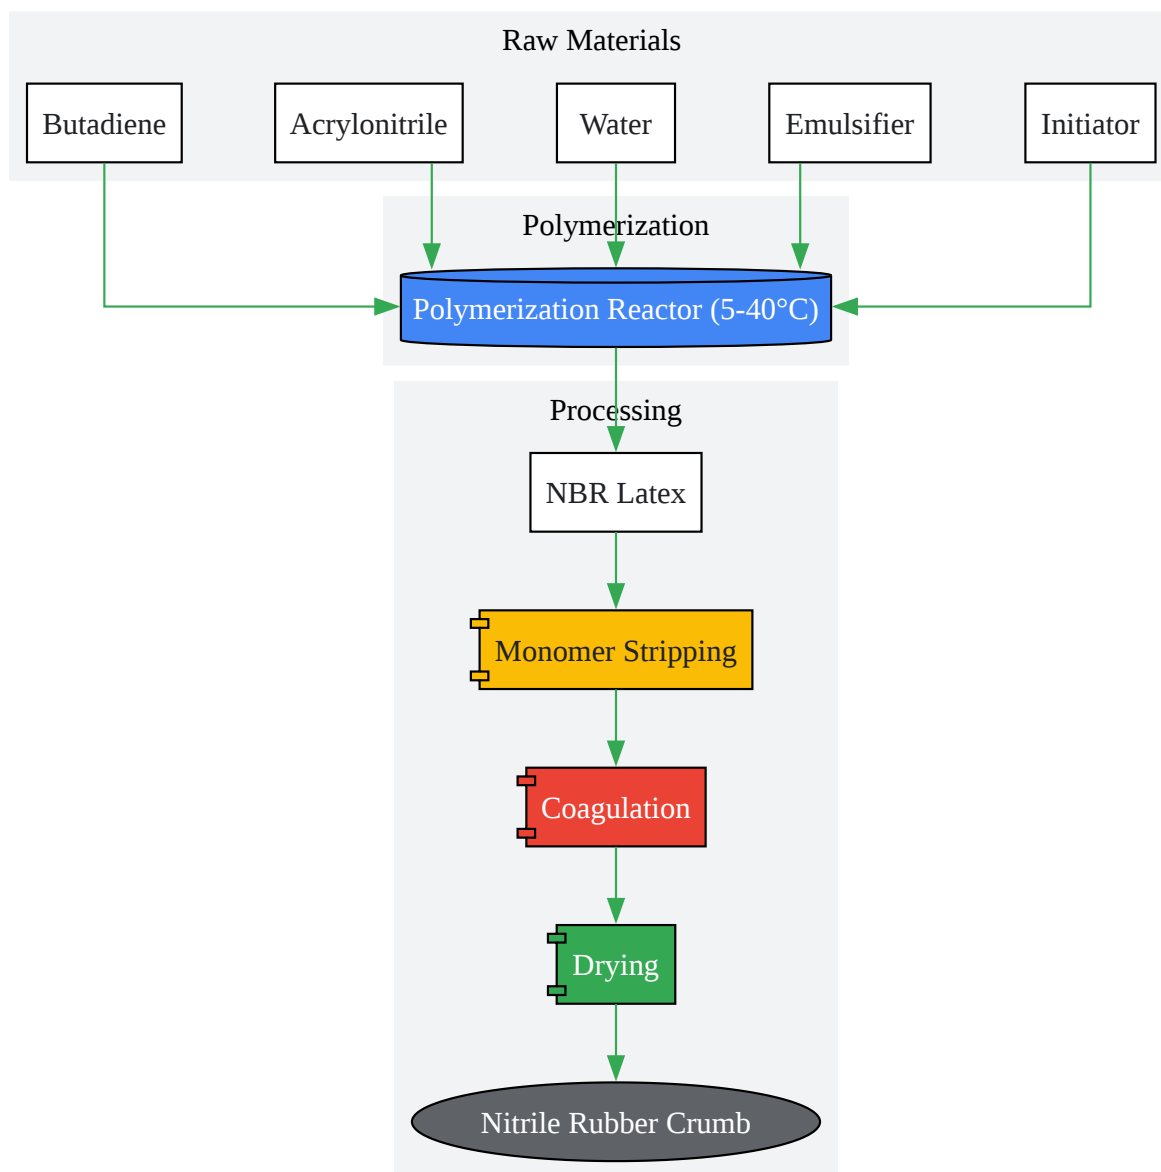 Raw Materials
Butadiene
Acrylonitrile
Water
Emulsifier
Initiator
Polymerization
Polymerization Reactor (5-40°C)
Processing
NBR Latex
Monomer Stripping
Coagulation
Drying
Nitrile Rubber Crumb